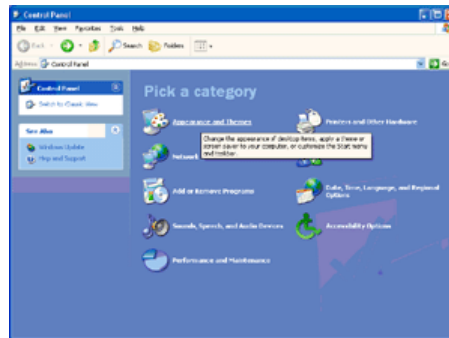 Control Panel
File Edit View Favorites Tools Help
Back Search Folders
Address Control Panel Go
Control Panel
Switch to Classic View
See Also
Windows Update
Help and Support
Pick a category
Appearance and Themes
Printers and Other Hardware
Change the appearance of desktop items, apply a theme or
screen saver to your computer, or customize the Start menu
and taskbar.
Network
Add or Remove Programs
Date, Time, Language, and Regional
Options
Sounds, Speech, and Audio Devices
Accessibility Options
Performance and Maintenance